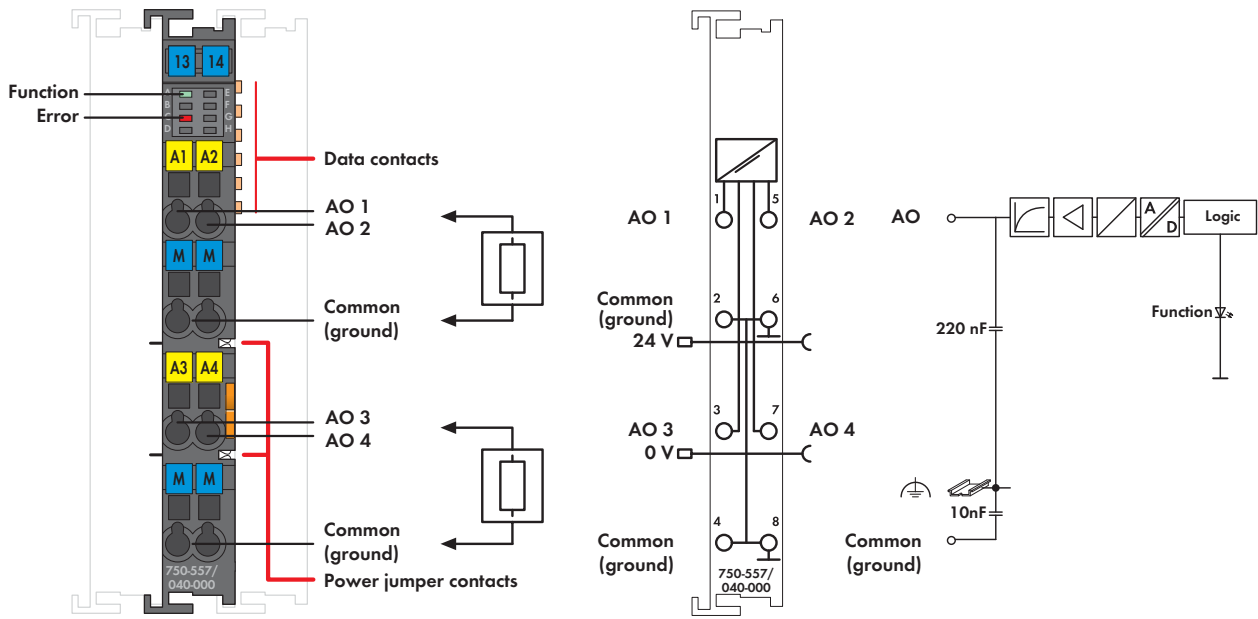 13 14
Function
Error
A E
B F
C G
D H
A1 A2
Data contacts
AO 1
AO 2
M M
Common
(ground)
A3 A4
AO 3
AO 4
M M
Common
(ground)
750-557/
040-000
Power jumper contacts
1 5
AO 1
AO 2
2 6
Common
(ground)
24 V
3 7
AO 3
AO 4
0 V
4 8
Common
(ground)
750-557/
040-000
AO
A
D
Logic
220 nF
Function
10nF
Common
(ground)